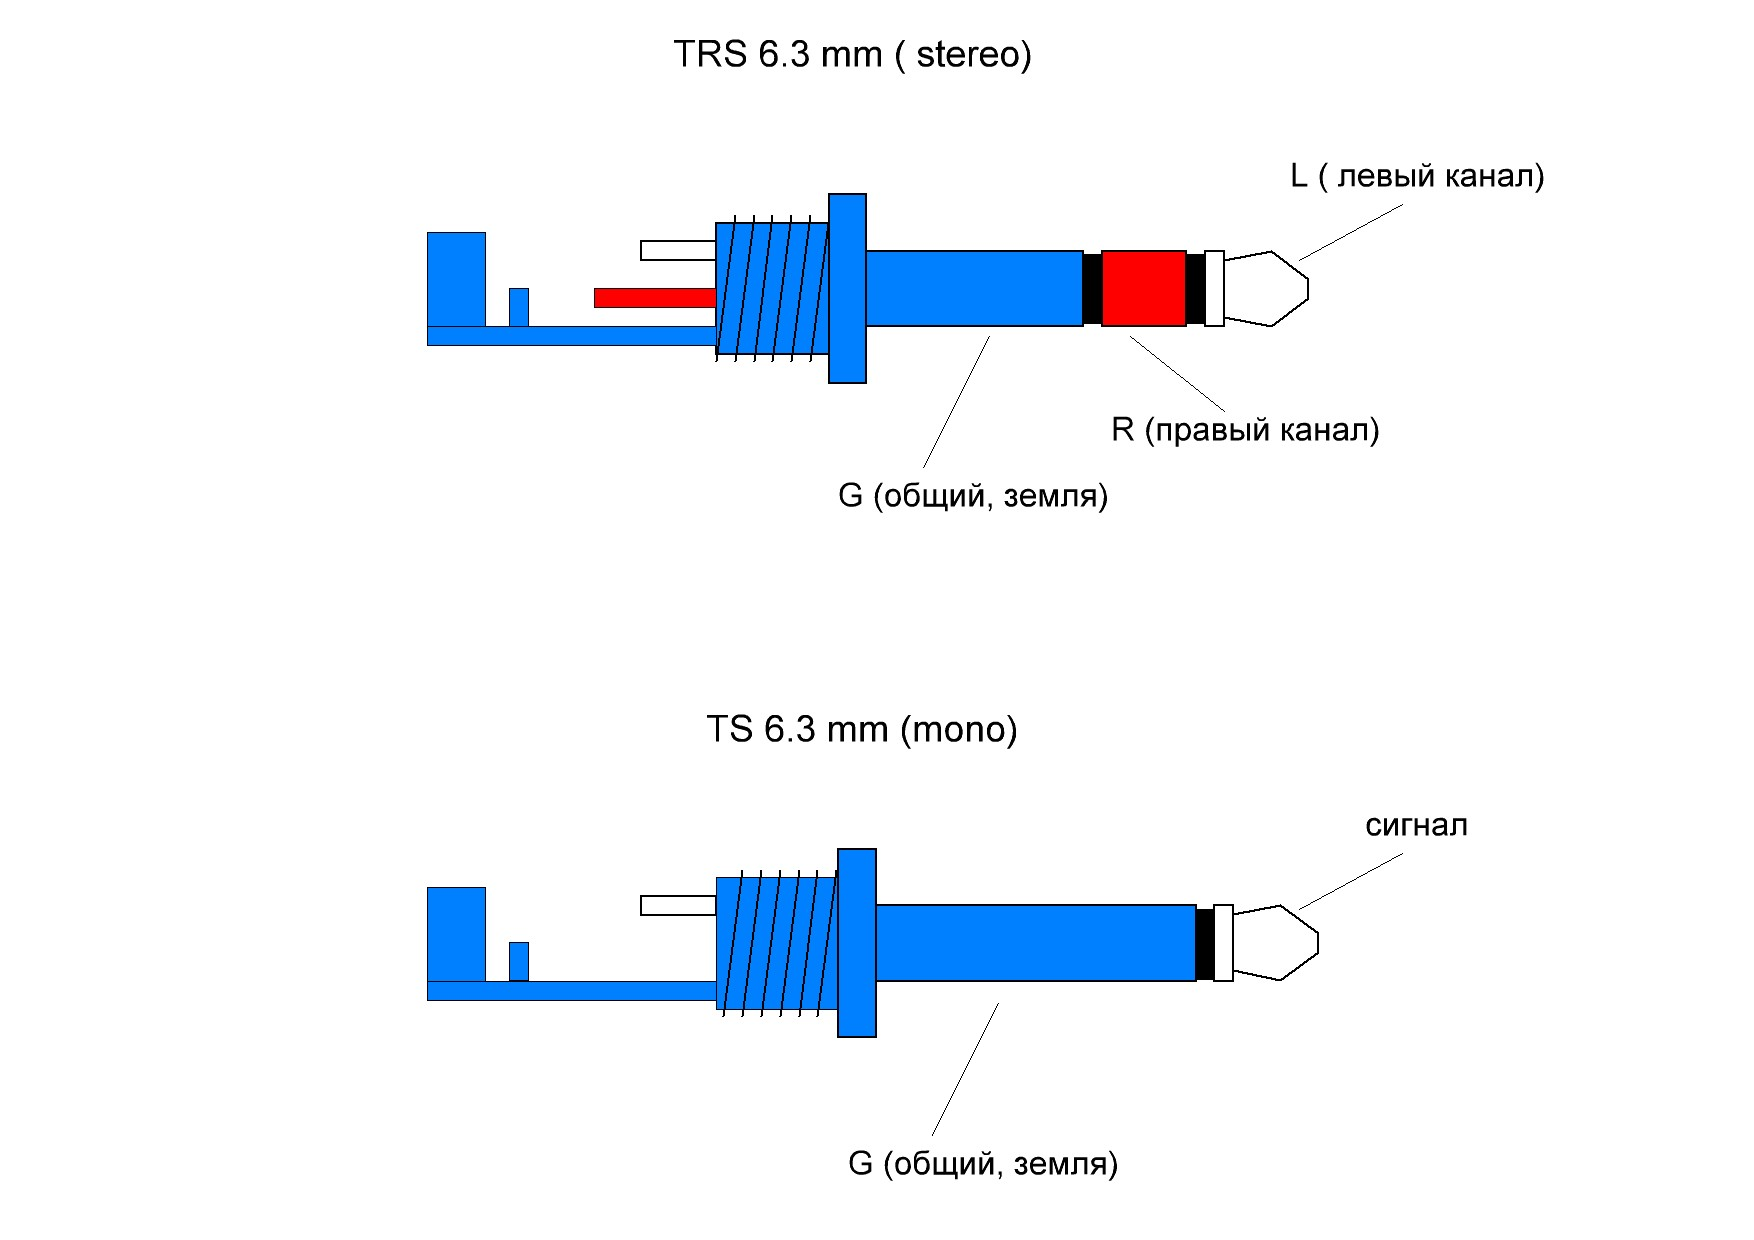 TRS 6.3 mm ( stereo)
L ( левый канал)
R (правый канал)
G (общий, земля)
TS 6.3 mm (mono)
сигнал
G (общий, земля)